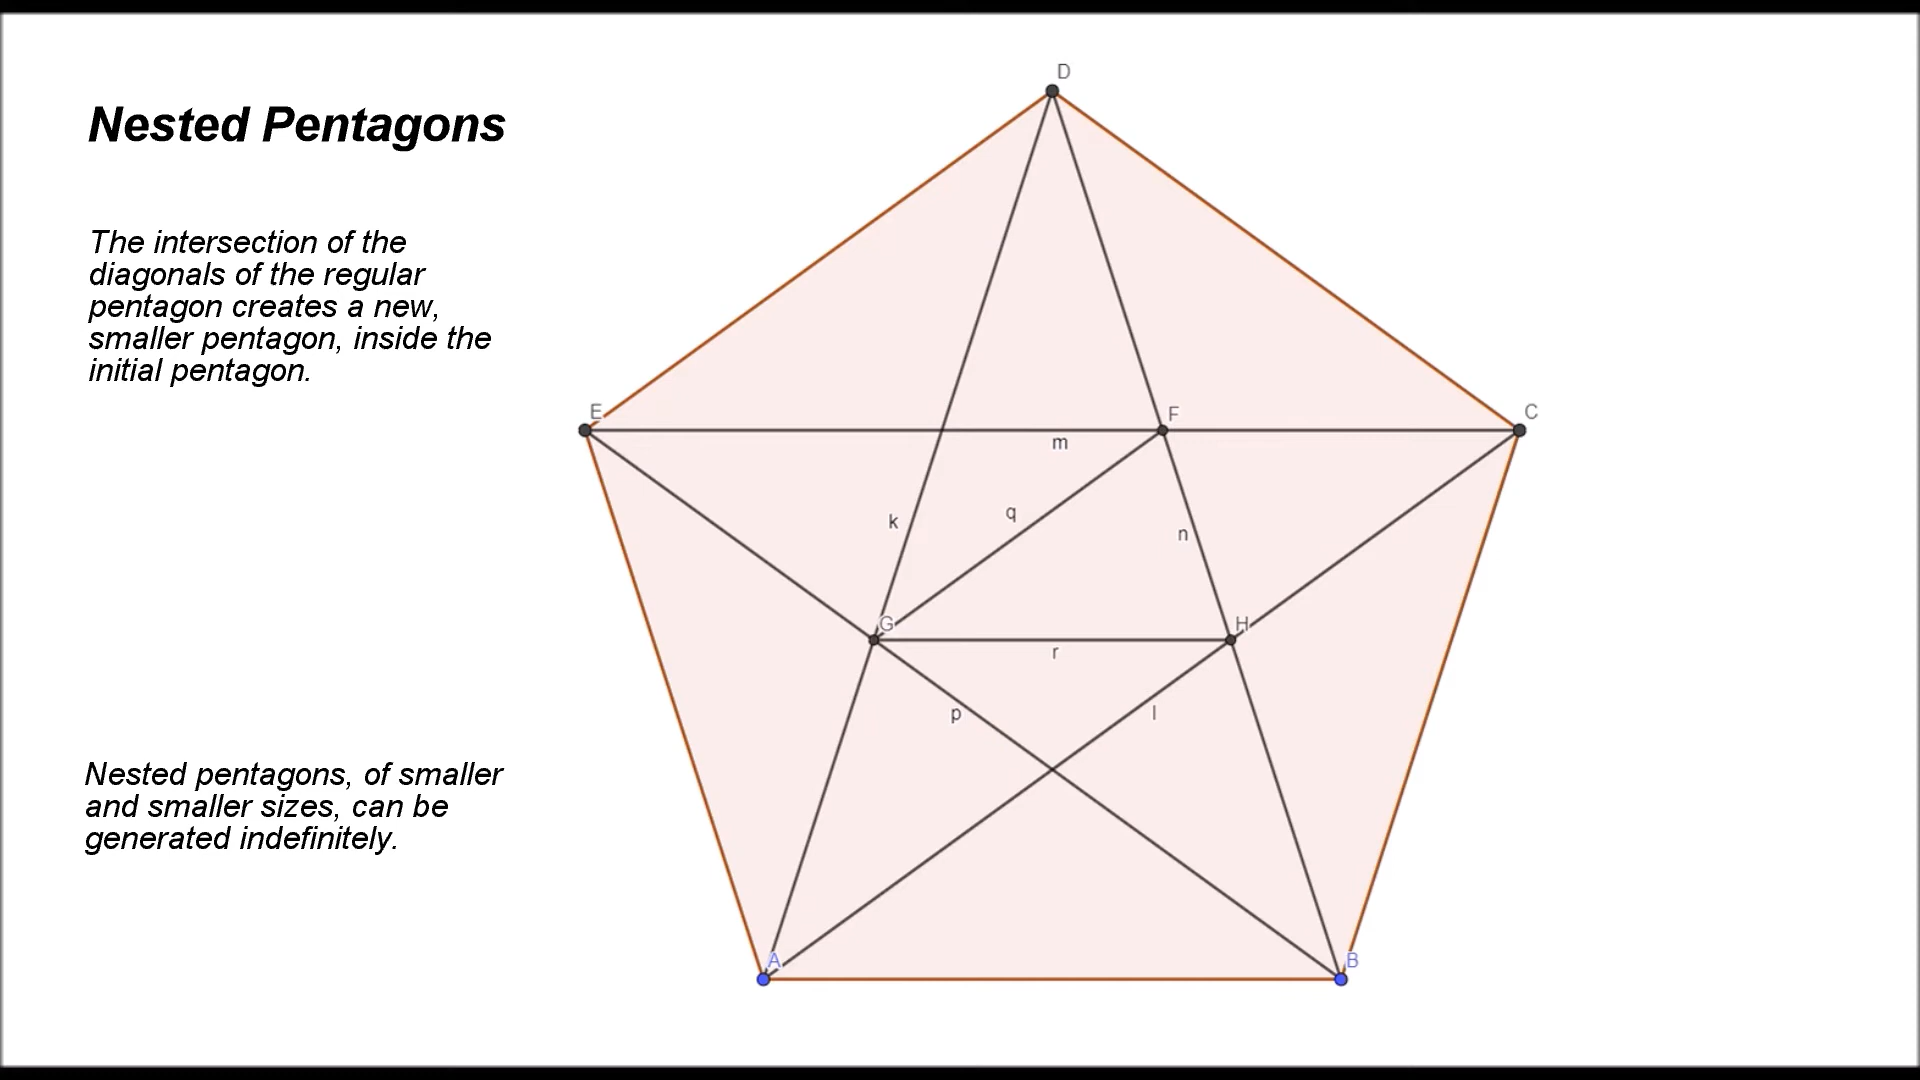 Nested Pentagons
The intersection of the
diagonals of the regular
pentagon creates a new,
smaller pentagon, inside the
initial pentagon.
Nested pentagons, of smaller
and smaller sizes, can be
generated indefinitely.
D
E
F
C
m
k
q
n
G
H
r
p
l
A
B